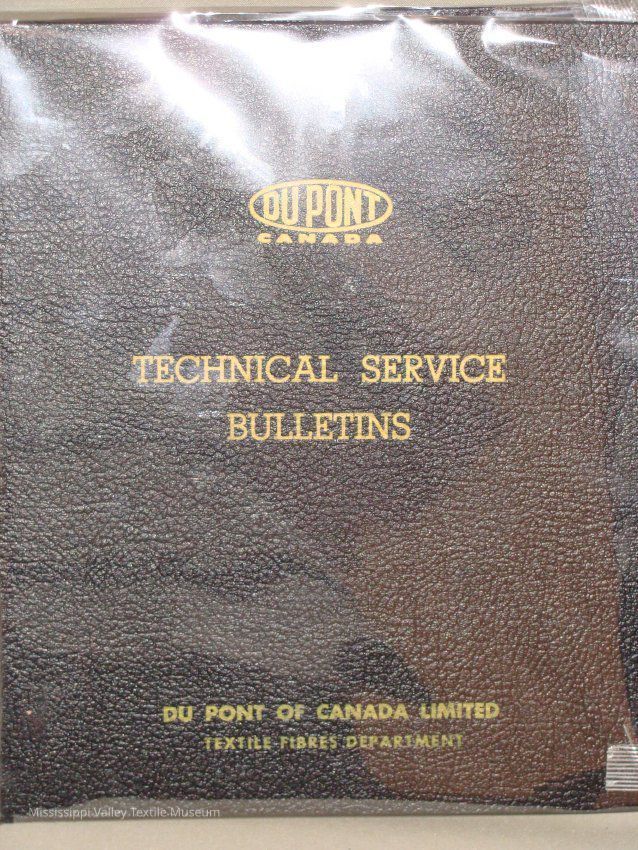 DU PONT
CANADA
TECHNICAL SERVICE
BULLETINS
DU PONT OF CANADA LIMITED
TEXTILE FIBRES DEPARTMENT
Mississippi Valley Textile Museum